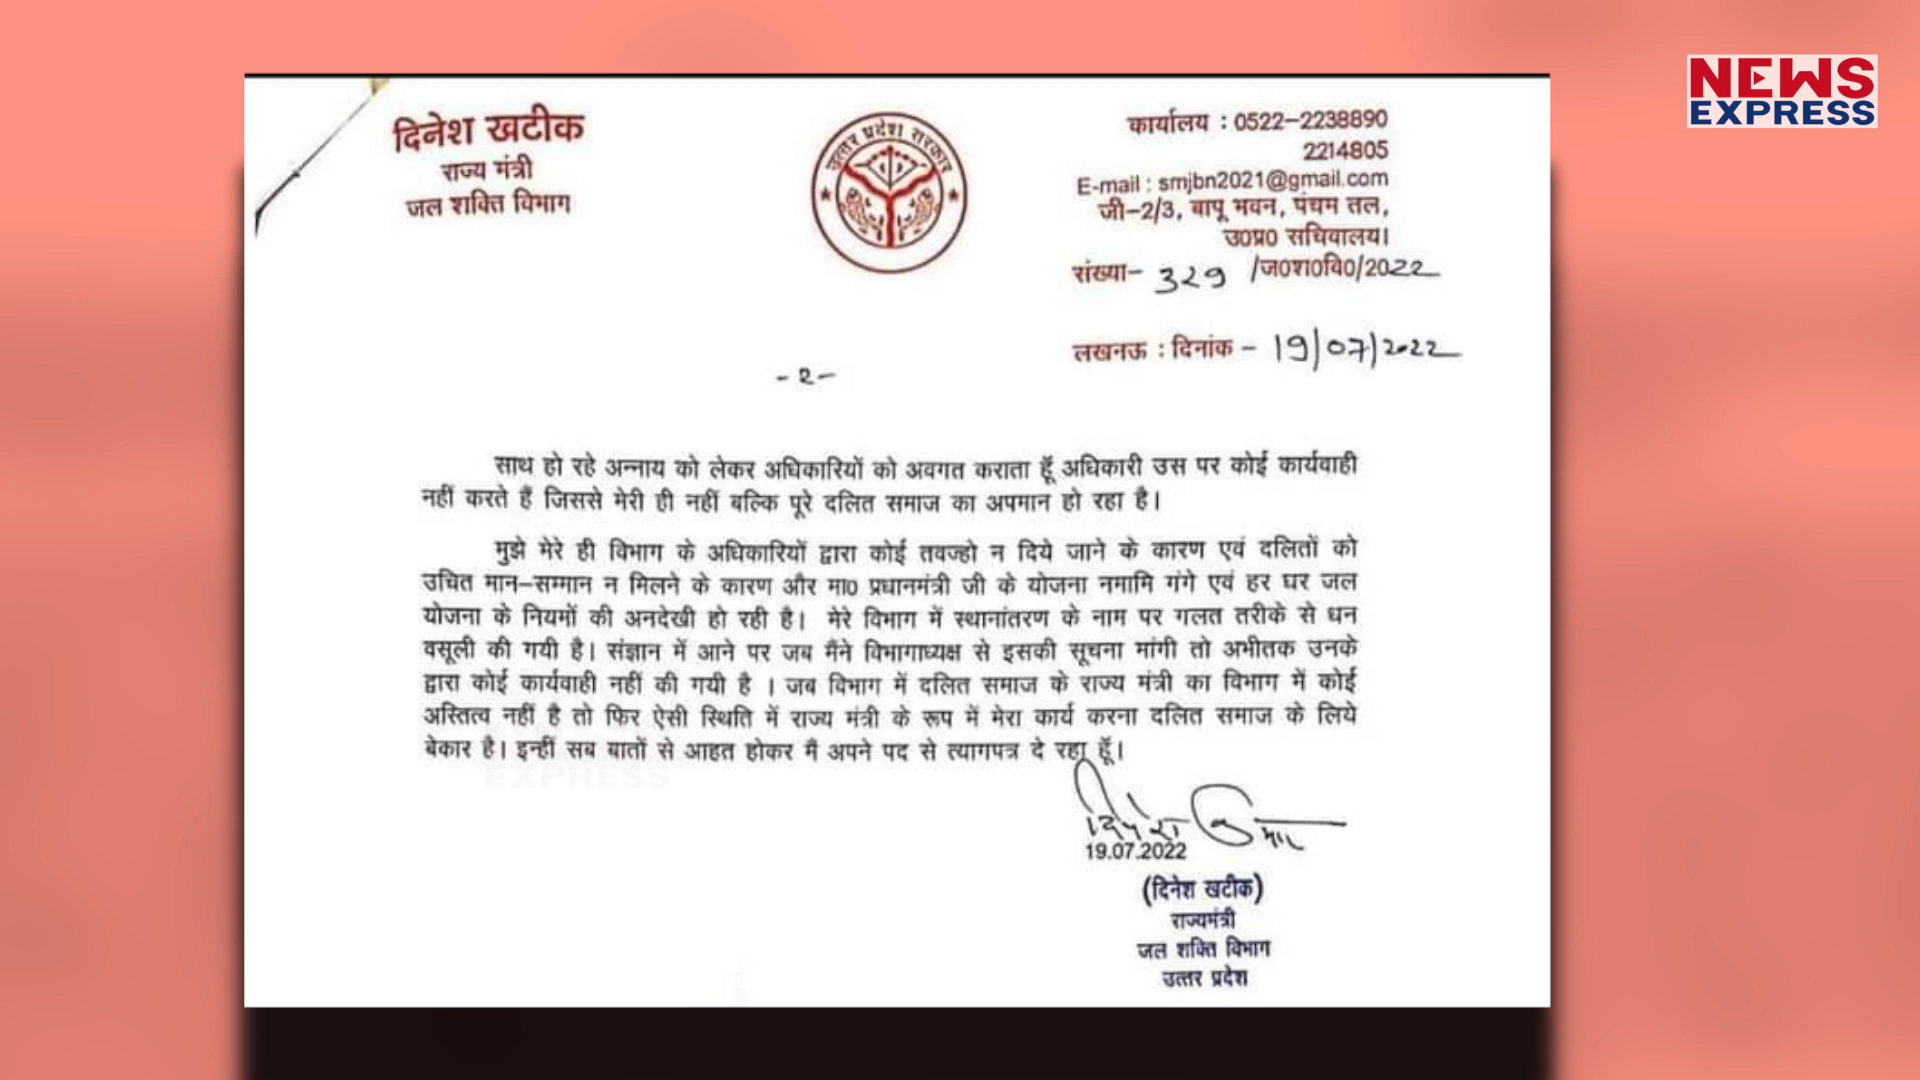 NEWS
EXPRESS
दिनेश खटीक
राज्य मंत्री
जल शक्ति विभाग
उत्तर प्रदेश सरकार
कार्यालय : 0522-2238890
2214805
E-mail : smjbn2021@gmail.com
जी-2/3, बापू भवन, पंचम तल,
उ0प्र0 सचिवालय।
संख्या- 329 /ज0श0वि0/2022
लखनऊ : दिनांक - 19/07/2022
-२-
साथ हो रहे अन्नाय को लेकर अधिकारियों को अवगत कराता हूँ अधिकारी उस पर कोई कार्यवाही
नहीं करते हैं जिससे मेरी ही नहीं बल्कि पूरे दलित समाज का अपमान हो रहा है।
मुझे मेरे ही विभाग के अधिकारियों द्वारा कोई तवज्हो न दिये जाने के कारण एवं दलितों को
उचित मान-सम्मान न मिलने के कारण और मा0 प्रधानमंत्री जी के योजना नमामि गंगे एवं हर घर जल
योजना के नियमों की अनदेखी हो रही है। मेरे विभाग में स्थानांतरण के नाम पर गलत तरीके से धन
वसूली की गयी है। संज्ञान में आने पर जब मैंने विभागाध्यक्ष से इसकी सूचना मांगी तो अभीतक उनके
द्वारा कोई कार्यवाही नहीं की गयी है । जब विभाग में दलित समाज के राज्य मंत्री का विभाग में कोई
अस्तित्व नहीं है तो फिर ऐसी स्थिति में राज्य मंत्री के रूप में मेरा कार्य करना दलित समाज के लिये
बेकार है। इन्हीं सब बातों से आहत होकर मैं अपने पद से त्यागपत्र दे रहा हूँ।
EXPRESS
दिनेश कुमार
19.07.2022
(दिनेश खटीक)
राज्यमंत्री
जल शक्ति विभाग
उत्तर प्रदेश